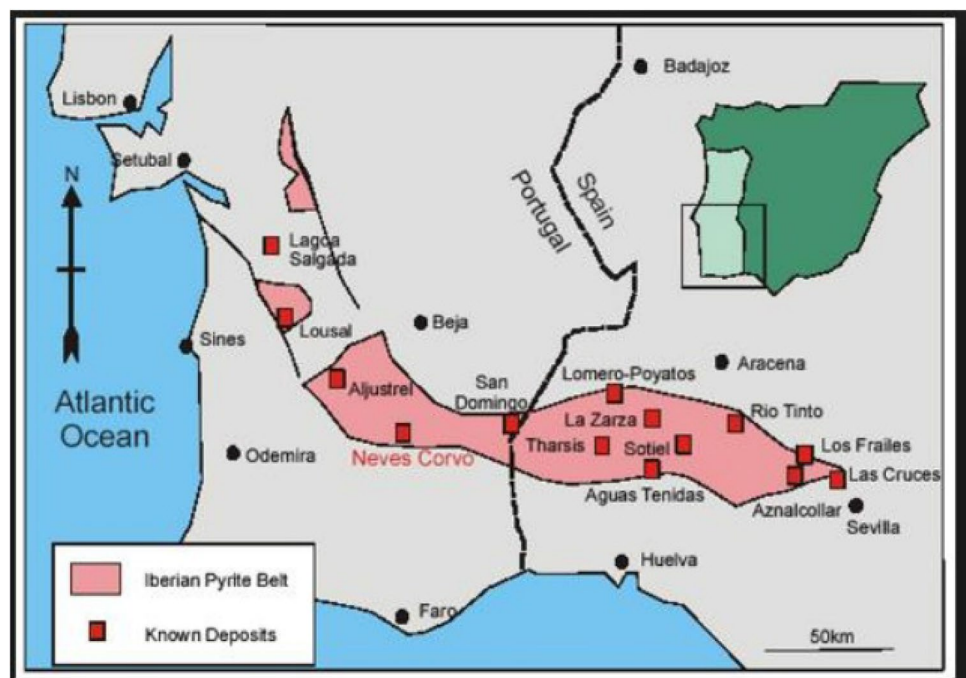 Badajoz
Lisbon
Setubal
N
Portugal
Spain
Lagoa
Salgada
Lousal
Beja
Sines
Aracena
Aljustrel
San
Domingo
Lomero-Poyatos
La Zarza
Rio Tinto
Atlantic
Ocean
Odemira
Neves Corvo
Tharsis
Sotiel
Los Frailes
Las Cruces
Aguas Tenidas
Aznalcollar
Sevilla
Iberian Pyrite Belt
Huelva
Known Deposits
Faro
50km